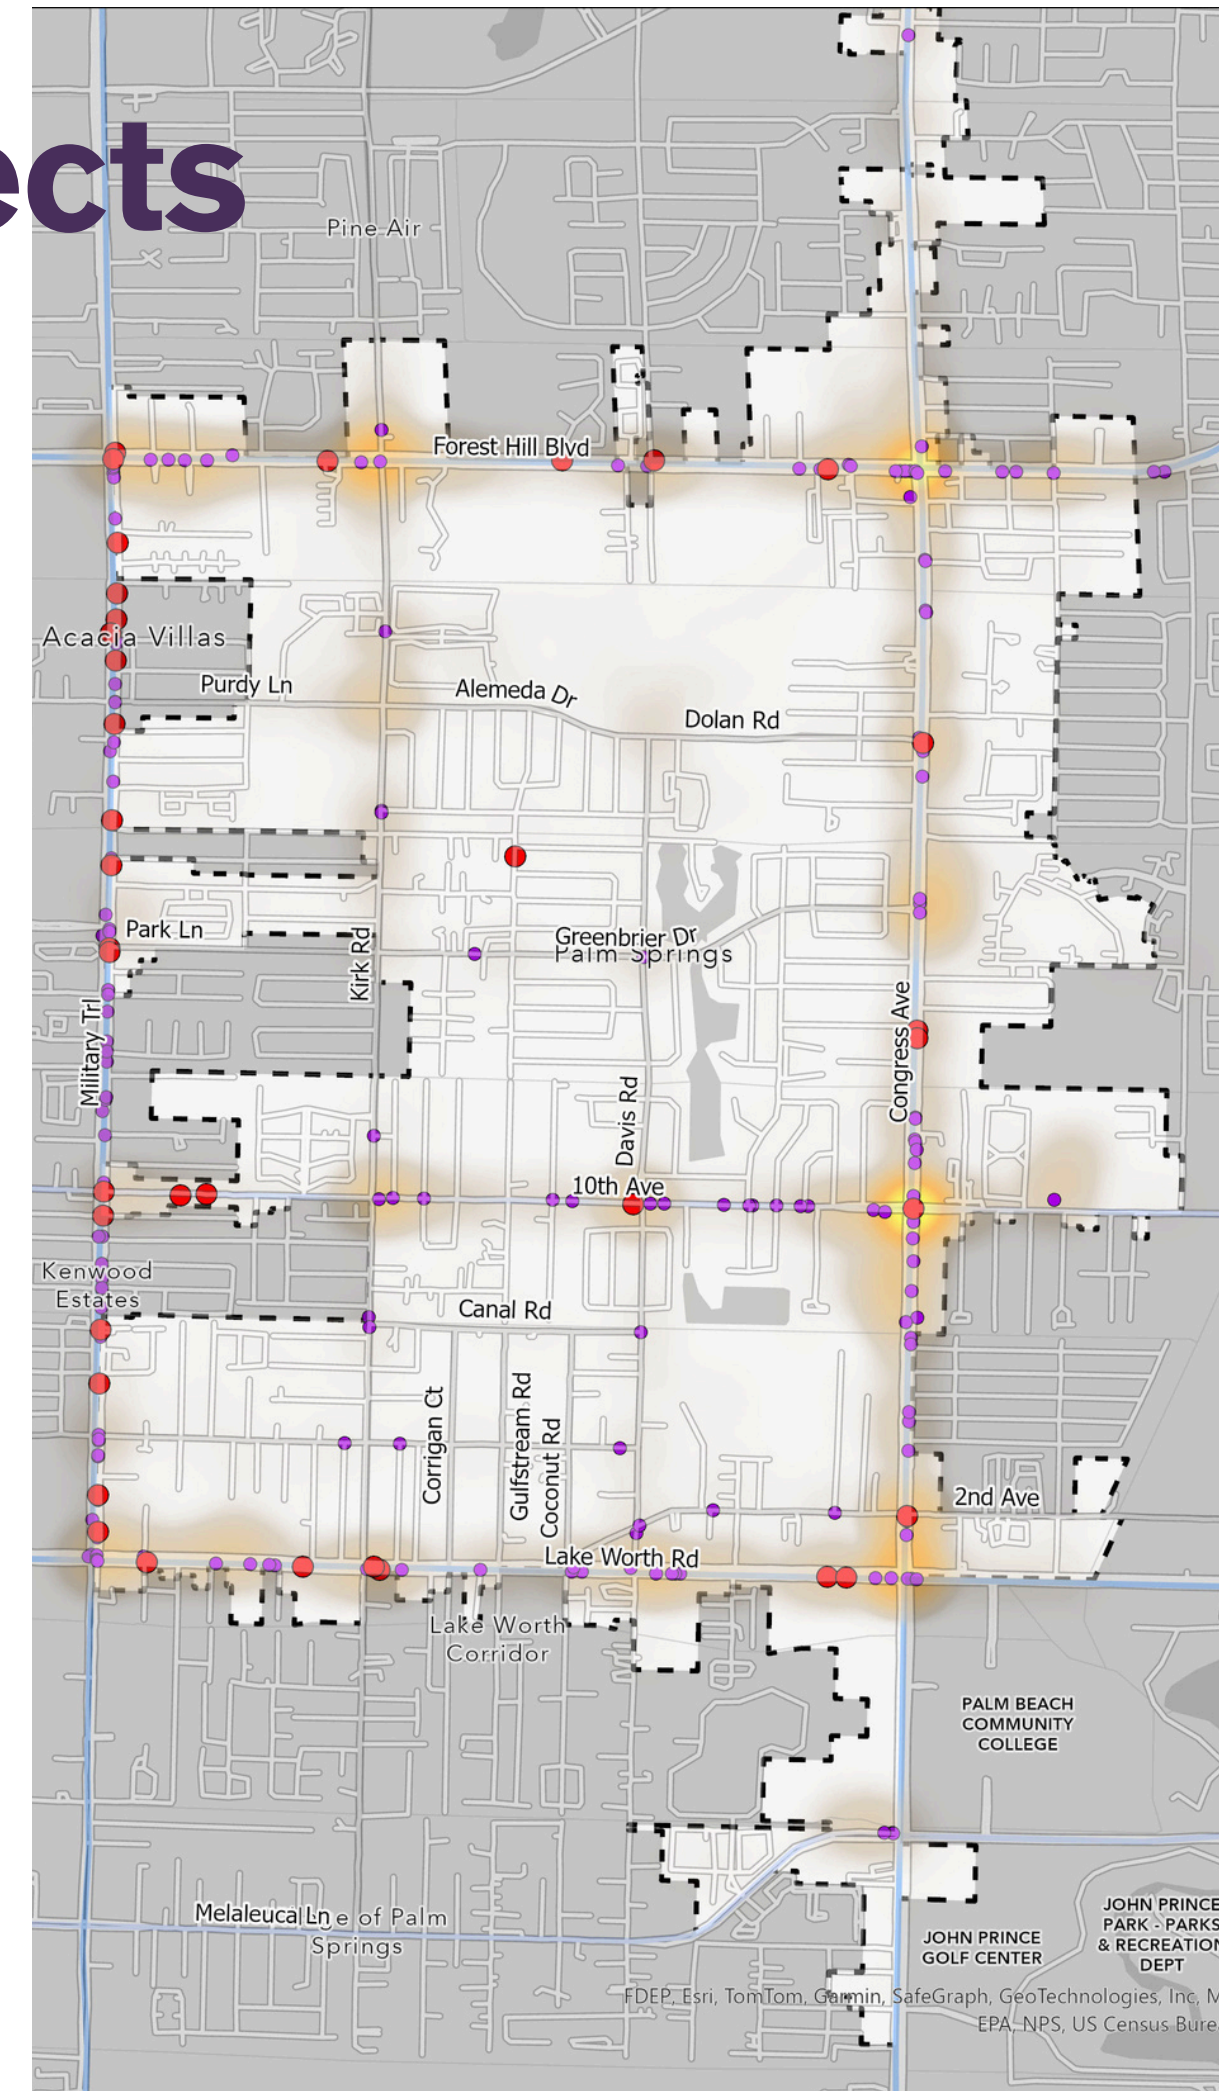 ects
Pine Air
Forest Hill Blvd
Acacia Villas
Purdy Ln
Alemeda Dr
Dolan Rd
Park Ln
Kirk Rd
Greenbrier Dr
Palm Springs
Military Trl
Congress Ave
Davis Rd
10th Ave
Kenwood
Estates
Canal Rd
Corrigan Ct
Gulfstream Rd
Coconut Rd
2nd Ave
Lake Worth Rd
Lake Worth
Corridor
PALM BEACH
COMMUNITY
COLLEGE
Melaleuca Ln
e of Palm
Springs
JOHN PRINCE
GOLF CENTER
JOHN PRINCE
PARK - PARKS
& RECREATION
DEPT
FDEP, Esri, TomTom, Garmin, SafeGraph, GeoTechnologies, Inc, M
EPA, NPS, US Census Bure